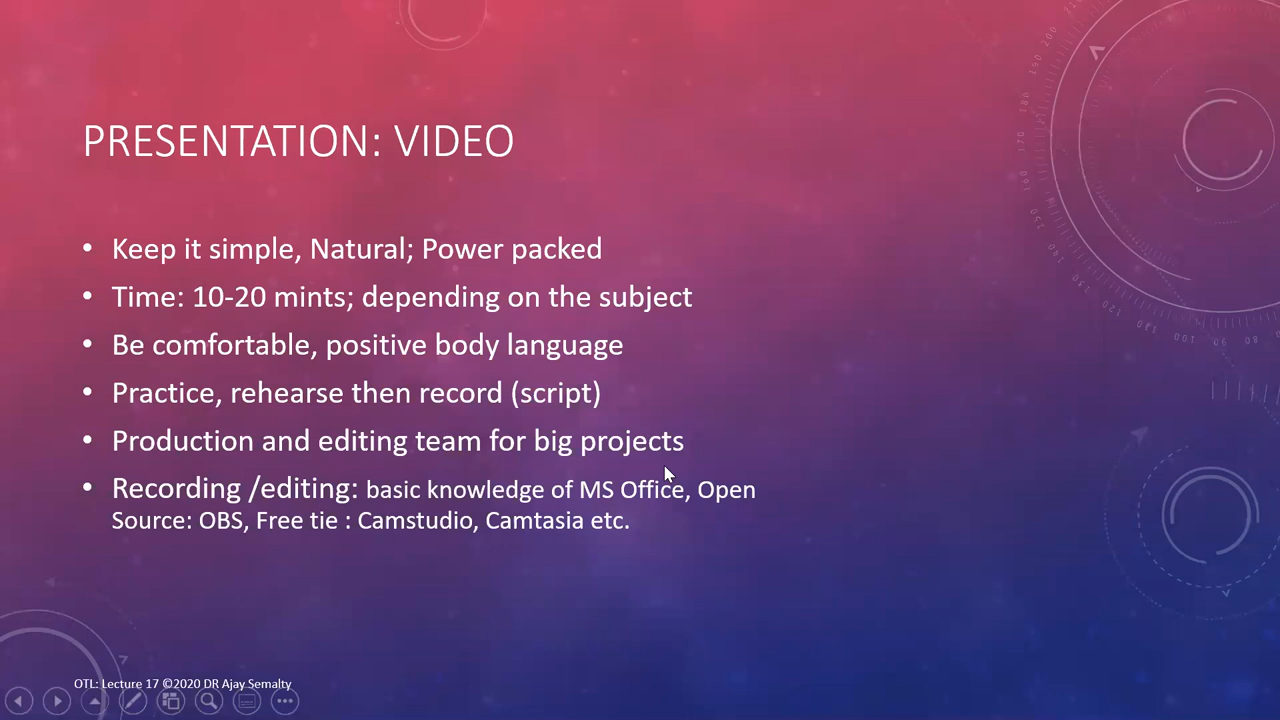 PRESENTATION: VIDEO
• Keep it simple, Natural; Power packed
• Time: 10-20 mints; depending on the subject
• Be comfortable, positive body language
• Practice, rehearse then record (script)
• Production and editing team for big projects
• Recording /editing: basic knowledge of MS Office, Open
Source: OBS, Free tie : Camstudio, Camtasia etc.
OTL: Lecture 17 ©2020 DR Ajay Semalty